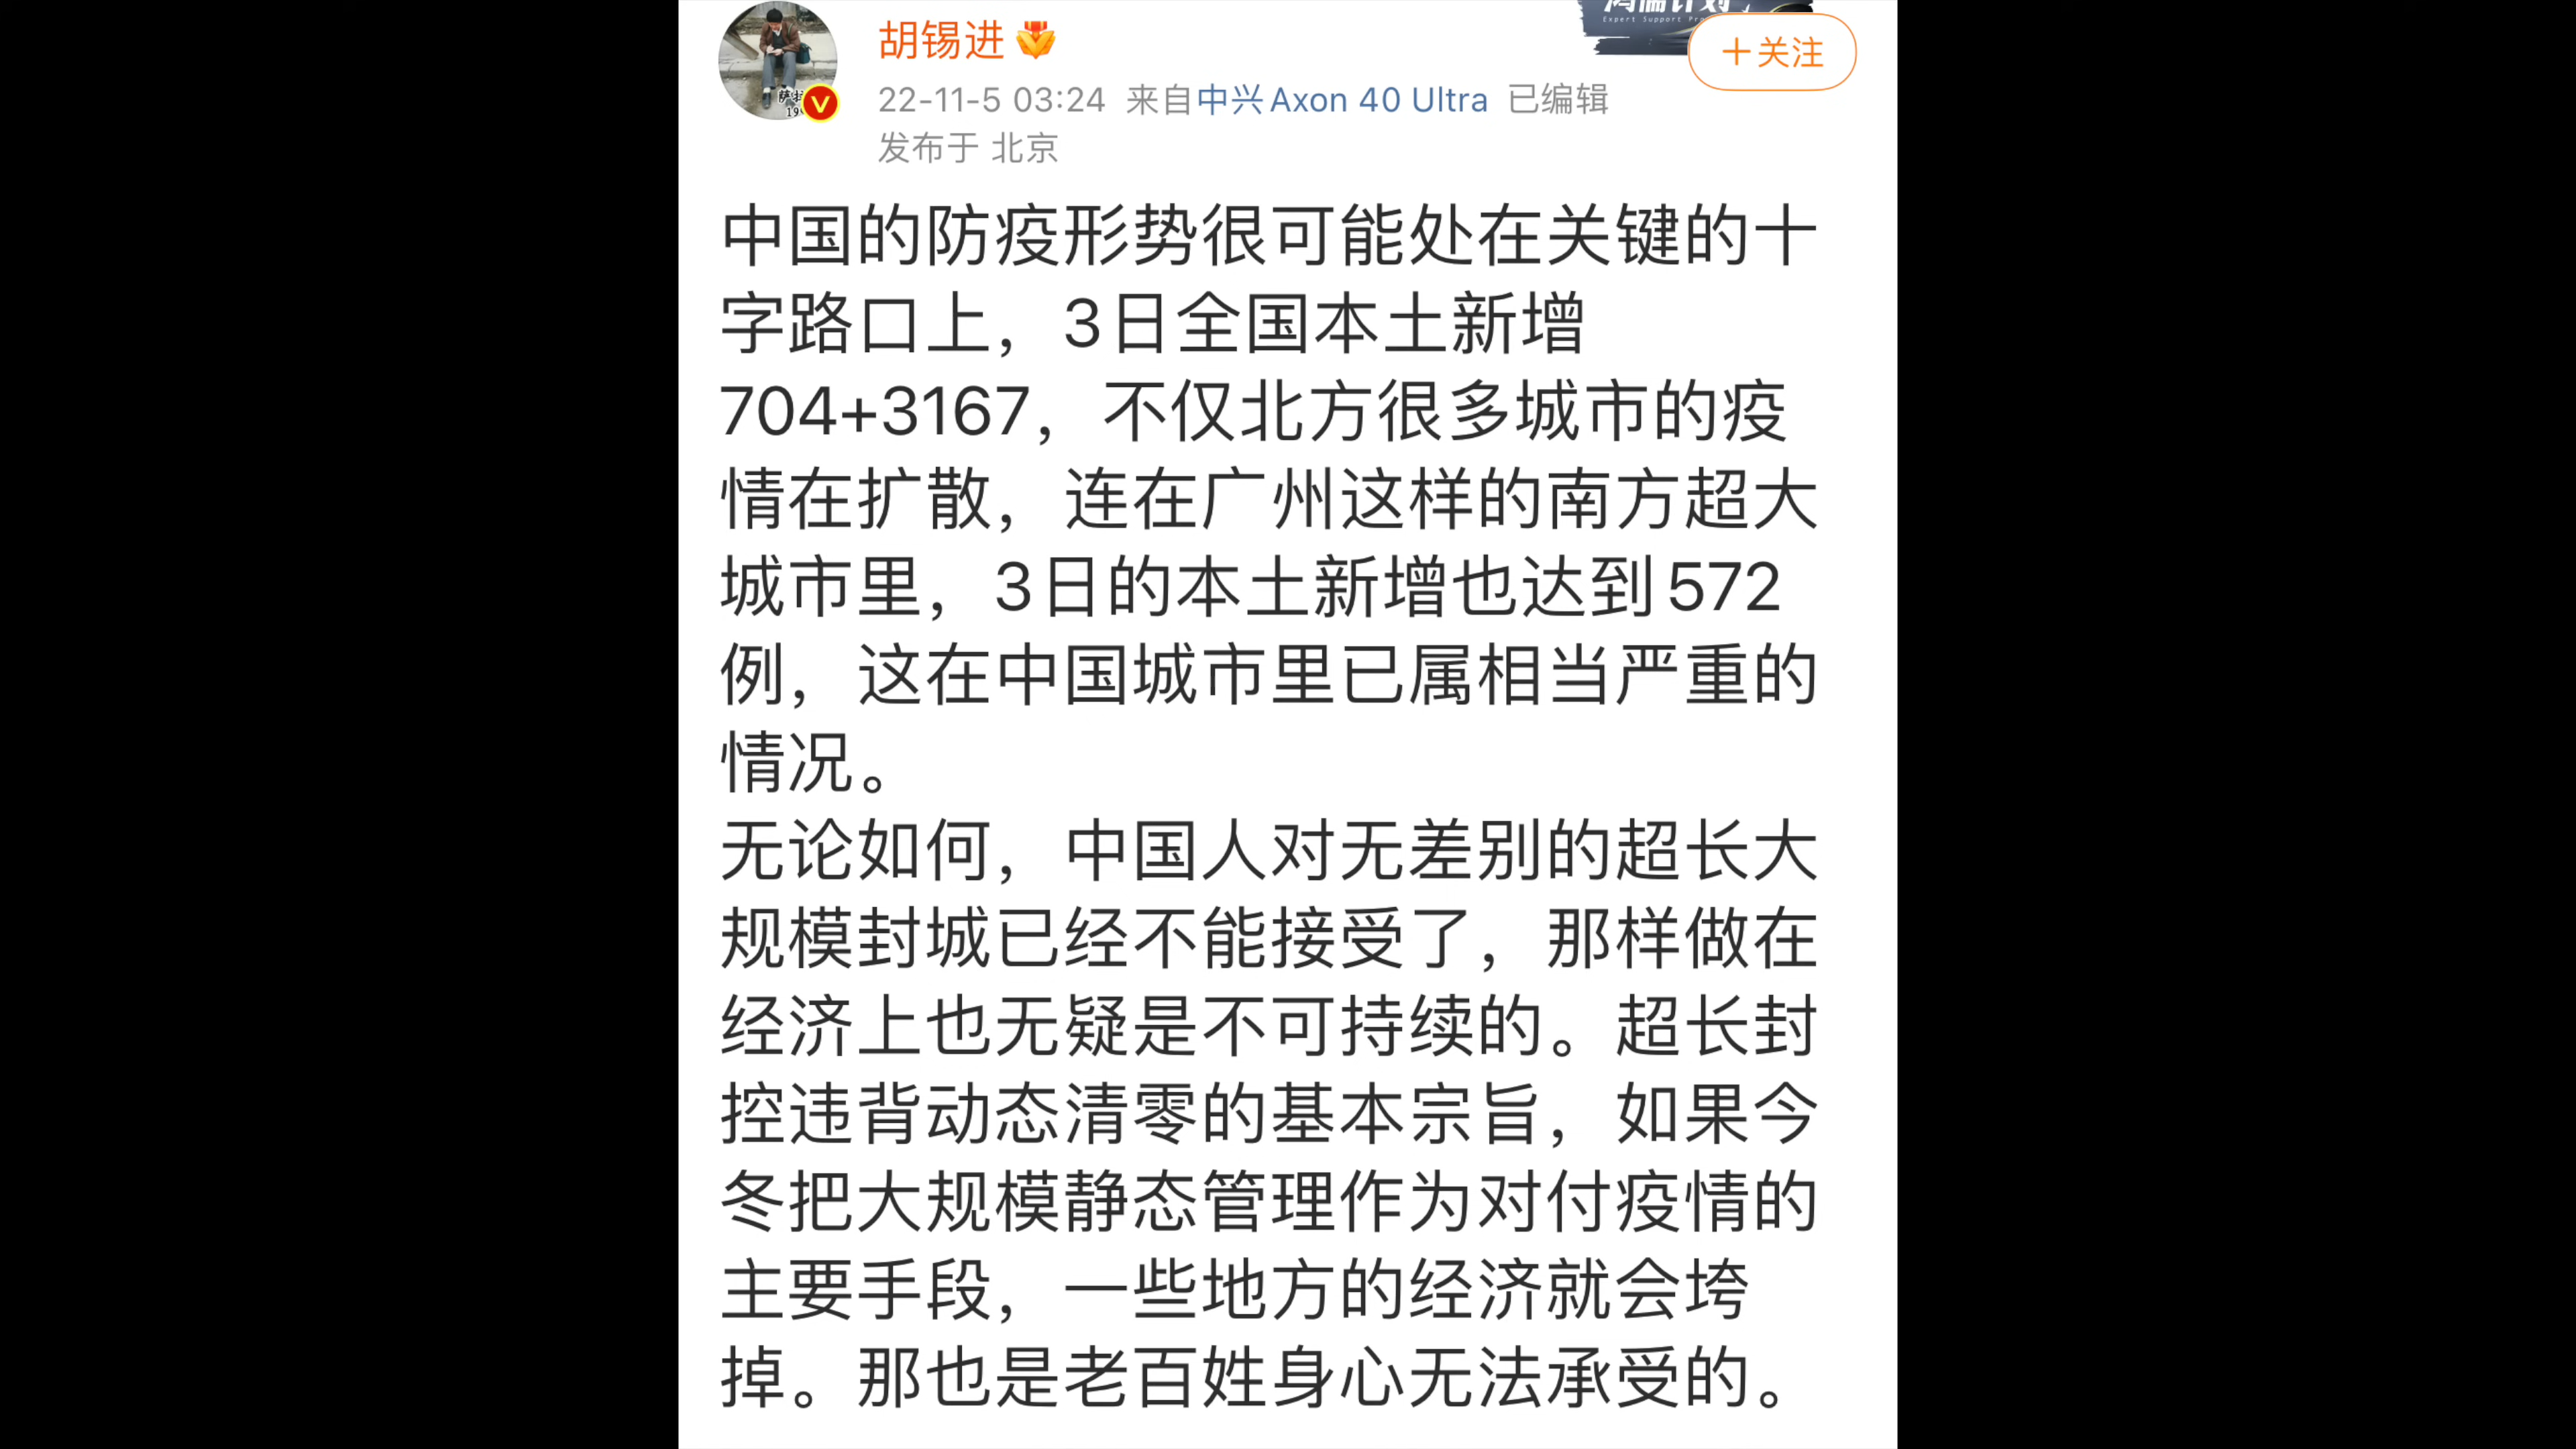 胡锡进
Expert Support Pro
十关注
22-11-5 03:24 来自中兴Axon 40 Ultra 已编辑
发布于 北京
中国的防疫形势很可能处在关键的十
字路口上，3日全国本土新增
704+3167，不仅北方很多城市的疫
情在扩散，连在广州这样的南方超大
城市里，3日的本土新增也达到572
例，这在中国城市里已属相当严重的
情况。
无论如何，中国人对无差别的超长大
规模封城已经不能接受了，那样做在
经济上也无疑是不可持续的。超长封
控违背动态清零的基本宗旨，如果今
冬把大规模静态管理作为对付疫情的
主要手段，一些地方的经济就会垮
掉。那也是老百姓身心无法承受的。